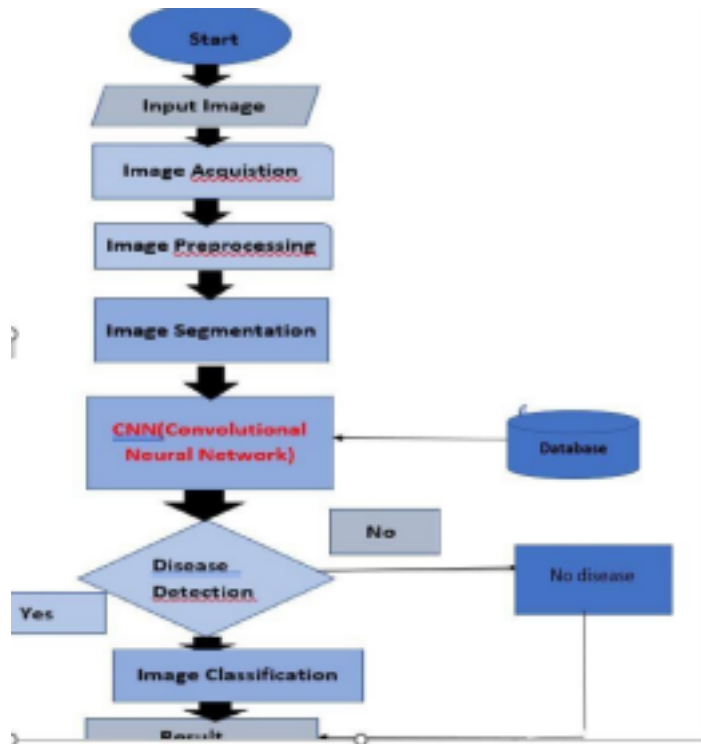 Start
Input Image
Image Acquistion
Image Preprocessing
Image Segmentation
CNN(Convolutional
Neural Network)
Database
No
Disease
Detection
No disease
Yes
Image Classification
Result